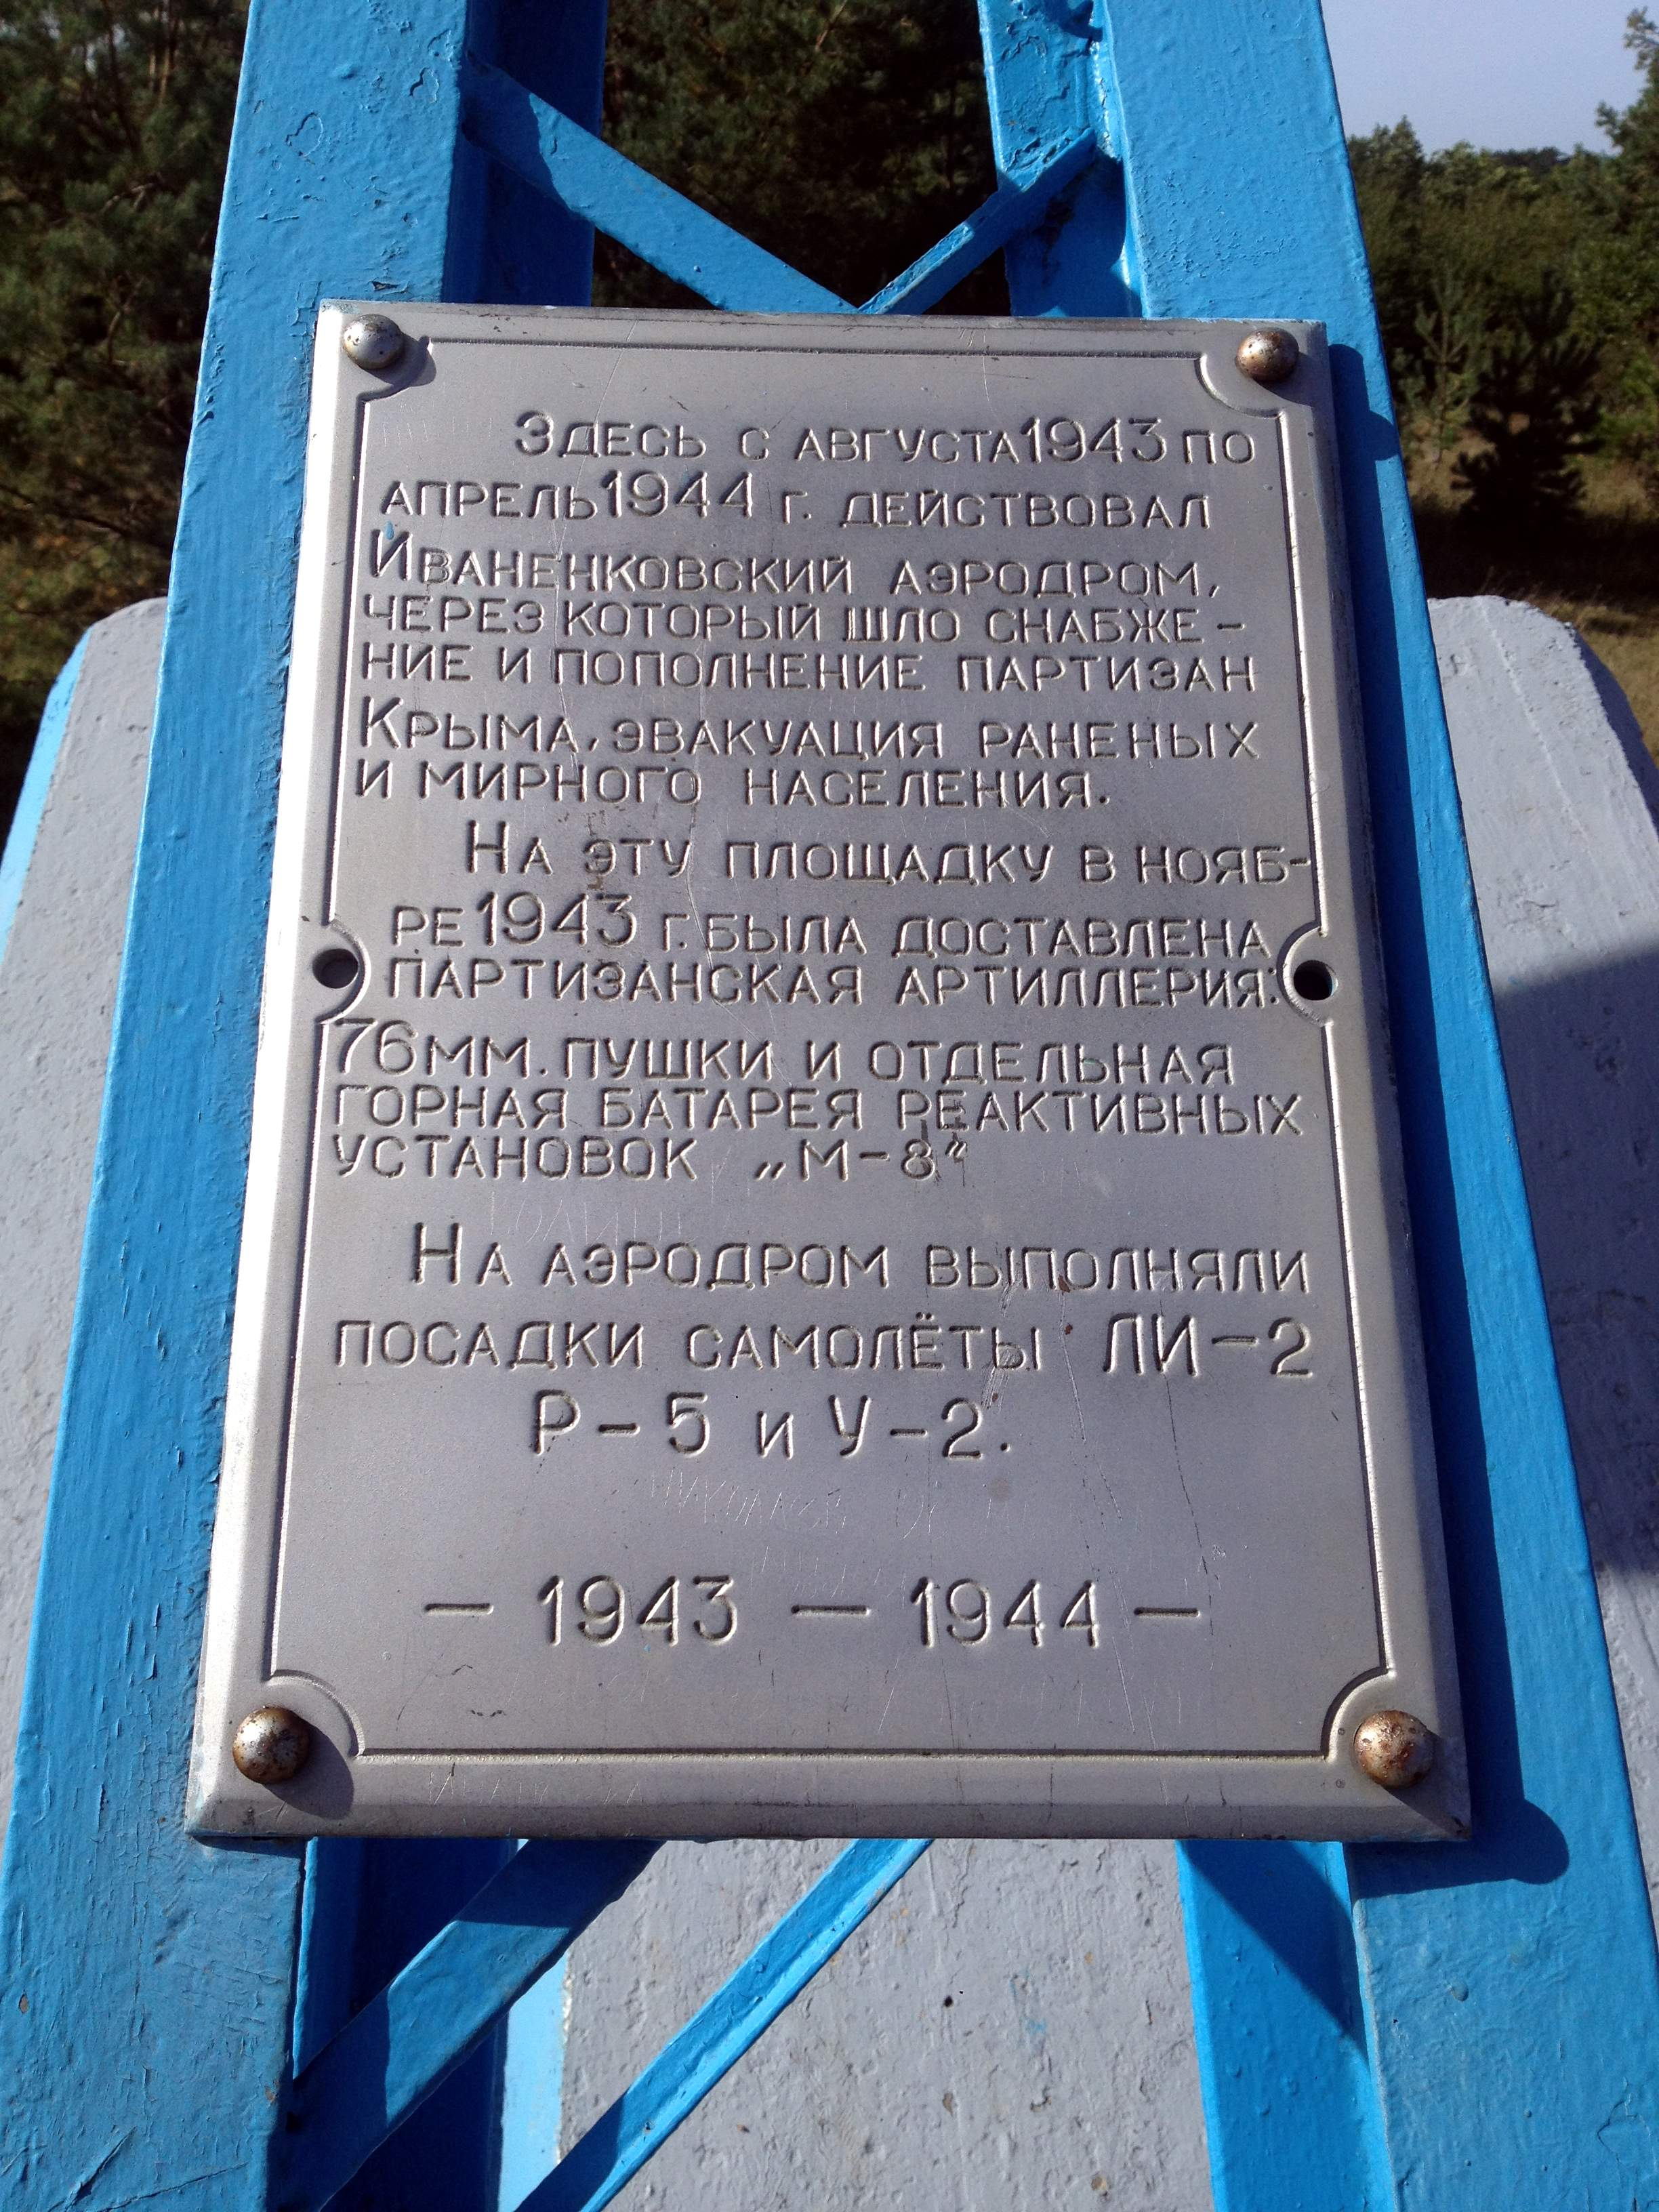 Здесь с августа 1943 по
апрель 1944 г. действовал
Иваненковский аэродром,
через который шло снабже-
ние и пополнение партизан
Крыма, эвакуация раненых
и мирного населения.
На эту площадку в нояб-
ре 1943 г. была доставлена
партизанская артиллерия:
76 мм. пушки и отдельная
горная батарея реактивных
установок „М-8“
На аэродром выполняли
посадки самолёты ЛИ-2
Р-5 и У-2.
— 1943 — 1944 —